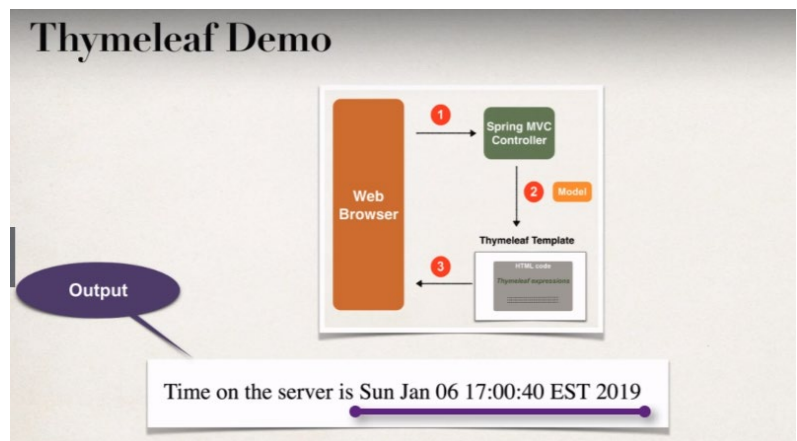 Thymeleaf Demo
1
Spring MVC
Controller
Web
Browser
2
Model
Thymeleaf Template
HTML code
Thymeleaf expressions
3
Output
Time on the server is Sun Jan 06 17:00:40 EST 2019